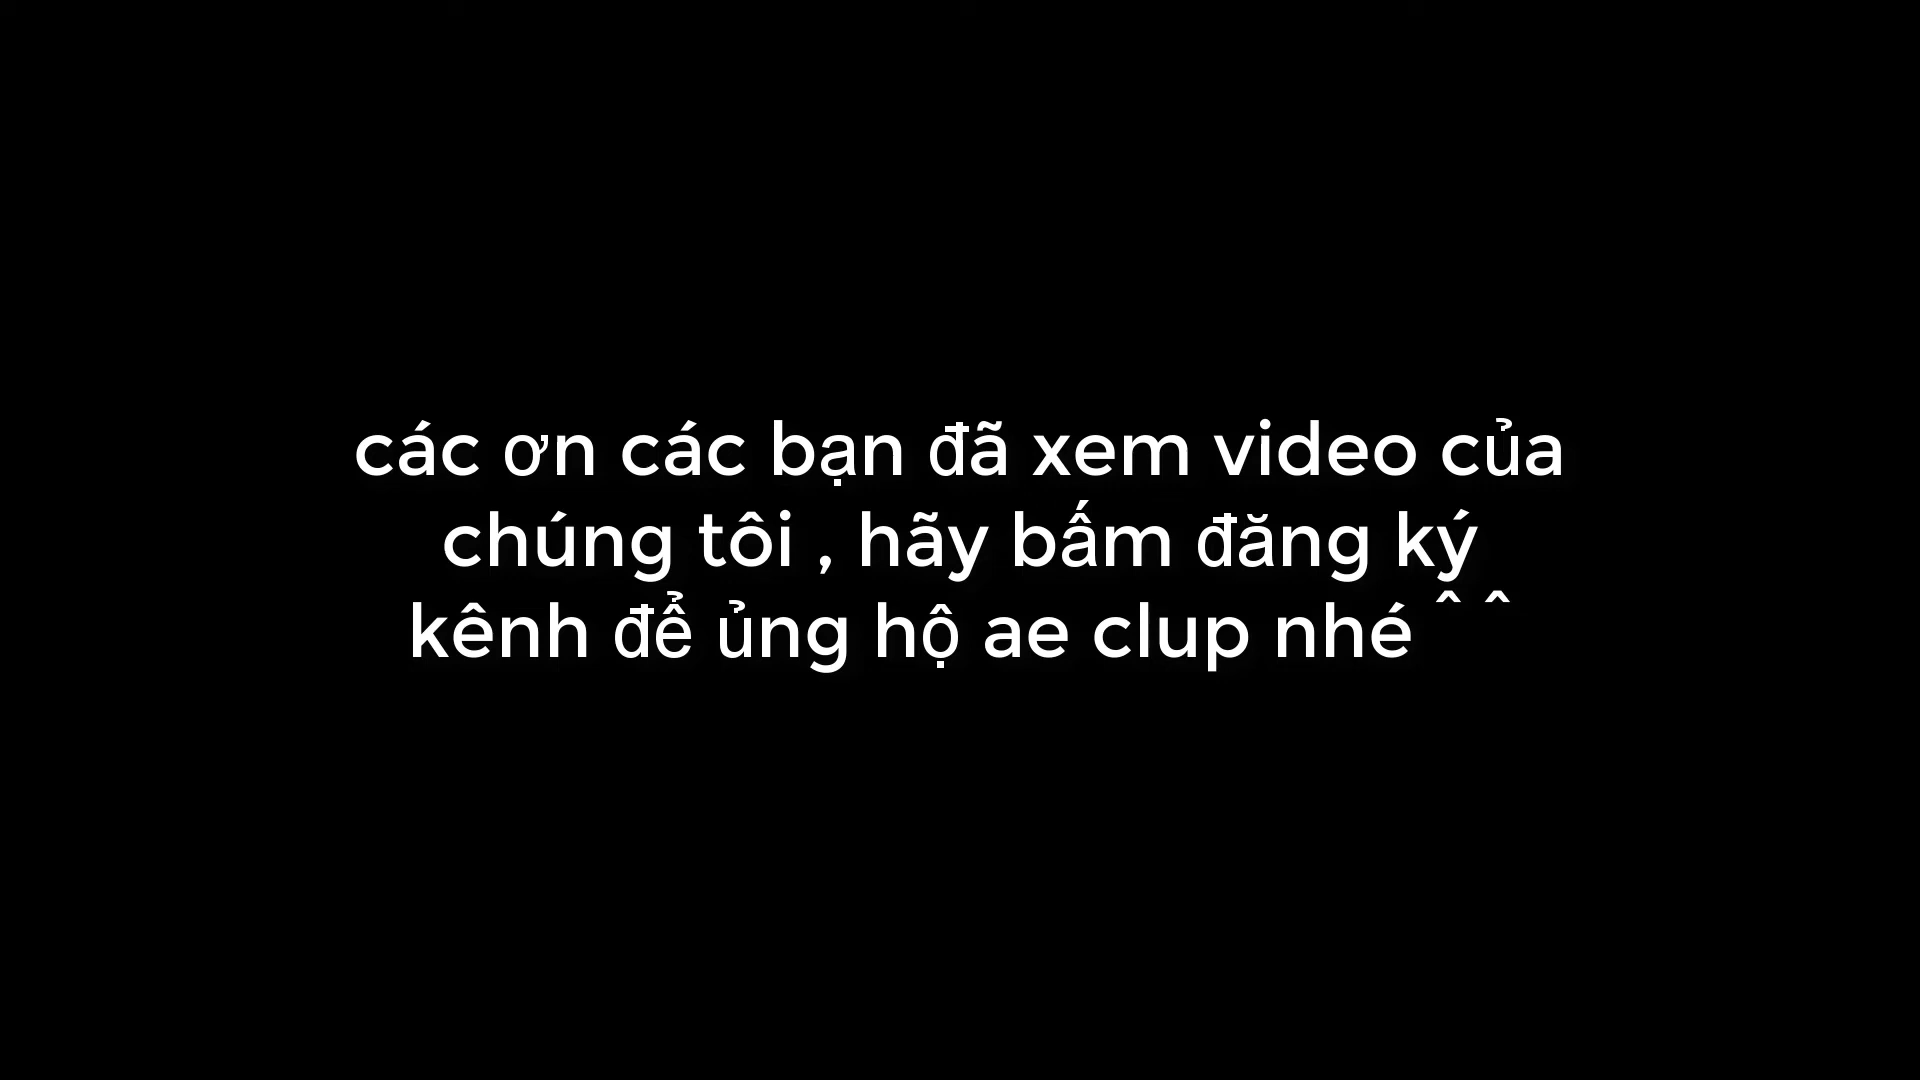 các ơn các bạn đã xem video của
chúng tôi , hãy bấm đăng ký
kênh để ủng hộ ae clup nhé ^ ^